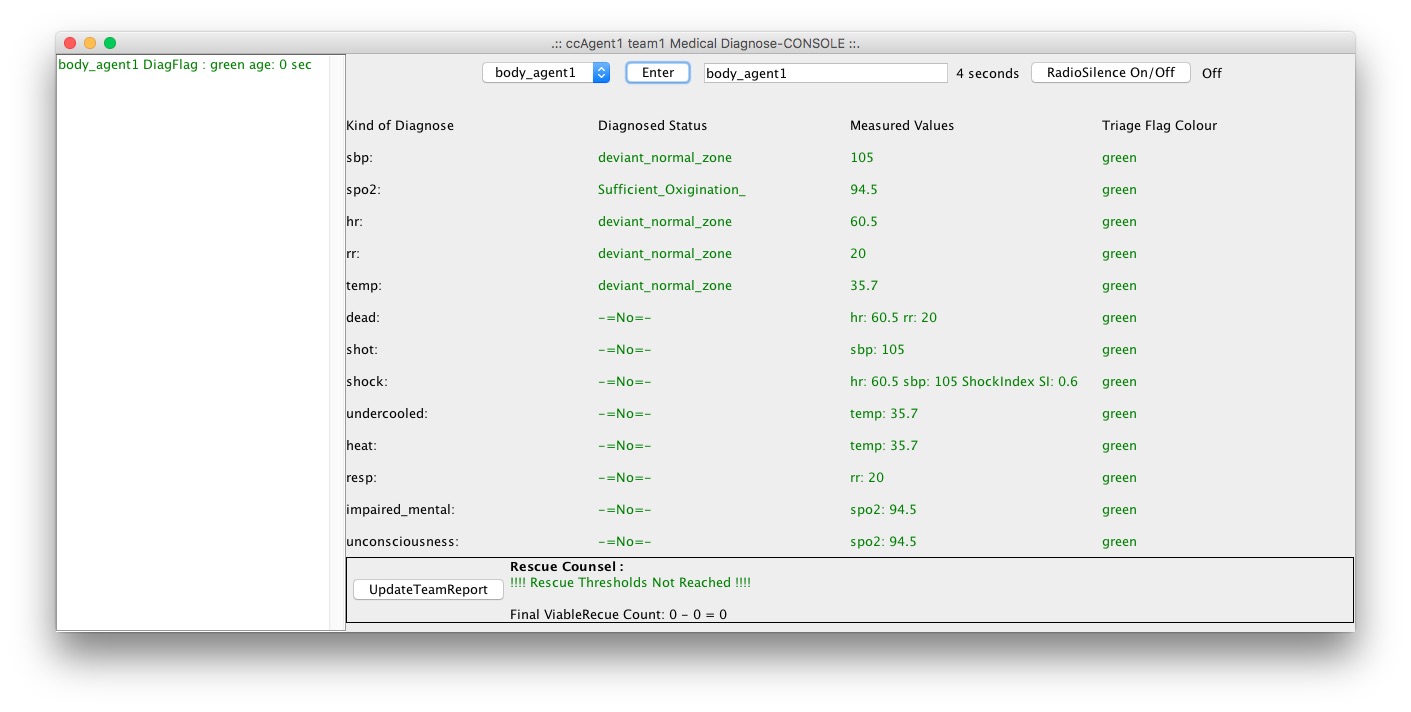 .:: ccAgent1 team1 Medical Diagnose-CONSOLE ::.
body_agent1 DiagFlag : green age: 0 sec
body_agent1 Enter body_agent1 4 seconds RadioSilence On/Off Off
Kind of Diagnose Diagnosed Status Measured Values Triage Flag Colour
sbp: deviant_normal_zone 105 green
spo2: Sufficient_Oxigination_ 94.5 green
hr: deviant_normal_zone 60.5 green
rr: deviant_normal_zone 20 green
temp: deviant_normal_zone 35.7 green
dead: -=No=- hr: 60.5 rr: 20 green
shot: -=No=- sbp: 105 green
shock: -=No=- hr: 60.5 sbp: 105 ShockIndex SI: 0.6 green
undercooled: -=No=- temp: 35.7 green
heat: -=No=- temp: 35.7 green
resp: -=No=- rr: 20 green
impaired_mental: -=No=- spo2: 94.5 green
unconsciousness: -=No=- spo2: 94.5 green
UpdateTeamReport
Rescue Counsel :
!!!! Rescue Thresholds Not Reached !!!!
Final ViableRecue Count: 0 - 0 = 0